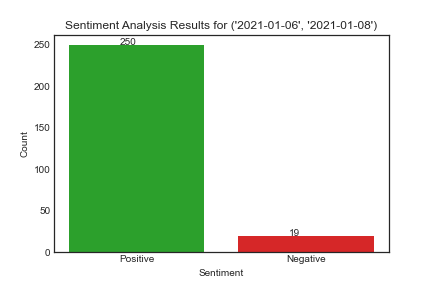 Sentiment Analysis Results for ('2021-01-06', '2021-01-08')
250
250
200
150
100
50
0
19
Count
Positive
Negative
Sentiment